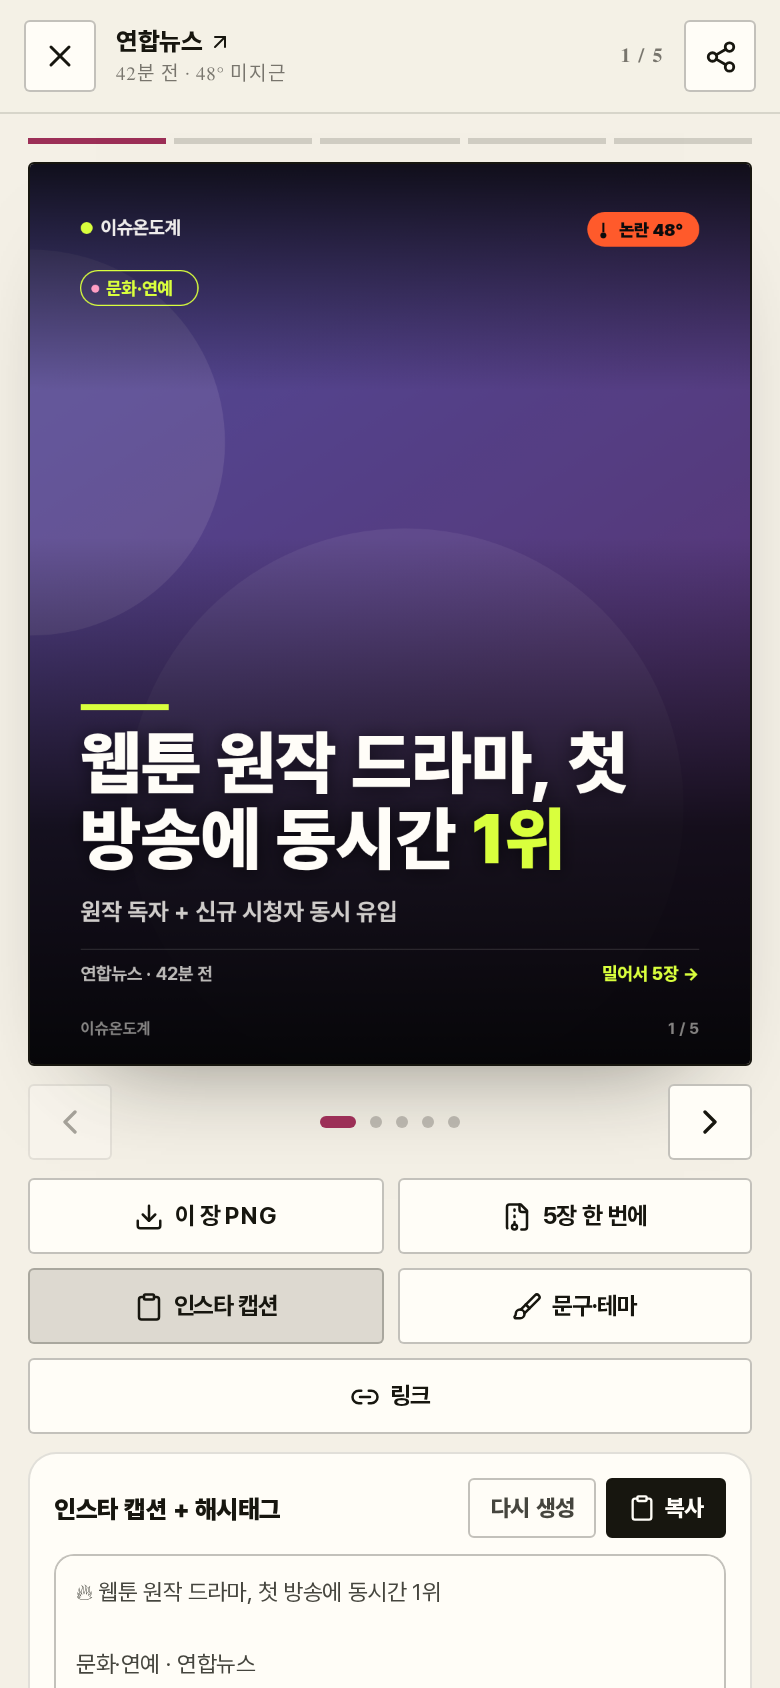 연합뉴스
42분 전 · 48° 미지근
1 / 5
이슈온도계
논란 48°
문화·연예
웹툰 원작 드라마, 첫
방송에 동시간 1위
원작 독자 + 신규 시청자 동시 유입
연합뉴스 · 42분 전
밀어서 5장 →
이슈온도계
1 / 5
이 장 PNG
5장 한 번에
인스타 캡션
문구·테마
링크
인스타 캡션 + 해시태그
다시 생성
복사
🔥 웹툰 원작 드라마, 첫 방송에 동시간 1위
문화·연예 · 연합뉴스